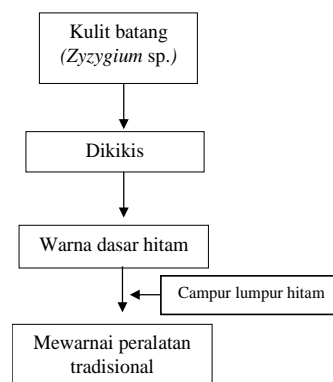 Kulit batang
(Zyzygium sp.)
Dikikis
Warna dasar hitam
Campur lumpur hitam
Mewarnai peralatan
tradisional